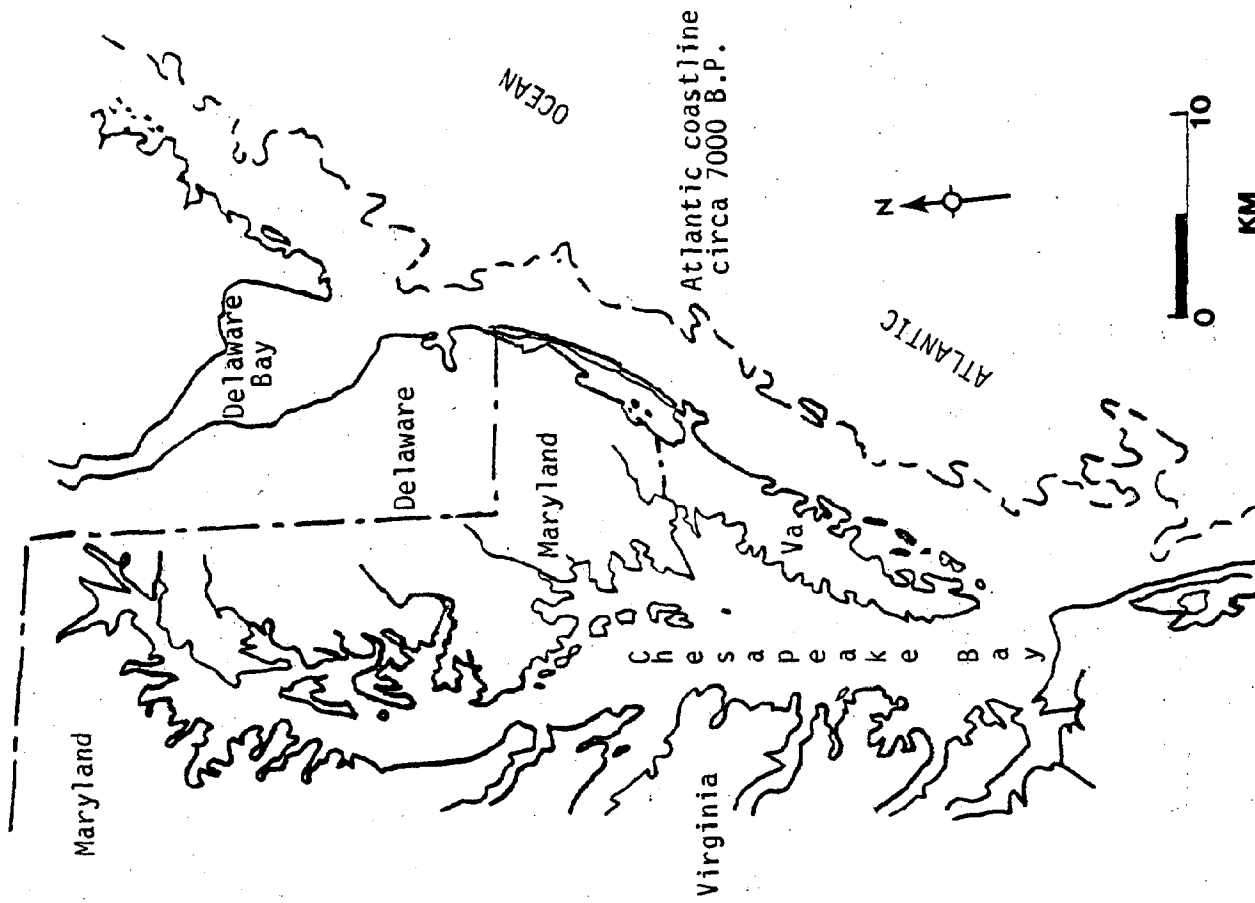 Maryland
Delaware
Bay
Delaware
Maryland
Va.
Chesapeake Bay
Virginia
OCEAN
Atlantic coastline
circa 7000 B.P.
ATLANTIC
N
0 10
KM